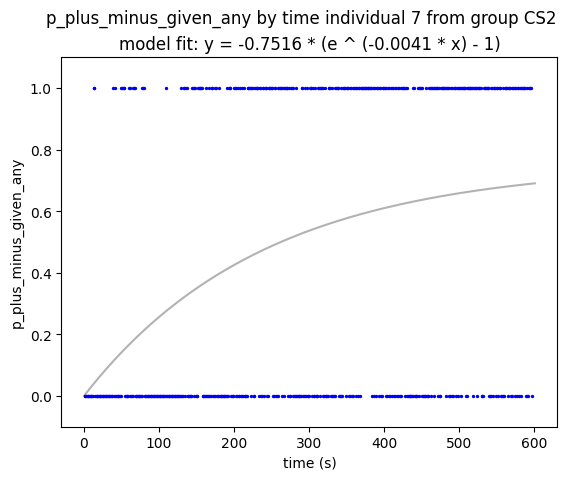 p_plus_minus_given_any by time individual 7 from group CS2
model fit: y = -0.7516 * (e ^ (-0.0041 * x) - 1)
p_plus_minus_given_any
1.0
0.8
0.6
0.4
0.2
0.0
0 100 200 300 400 500 600
time (s)